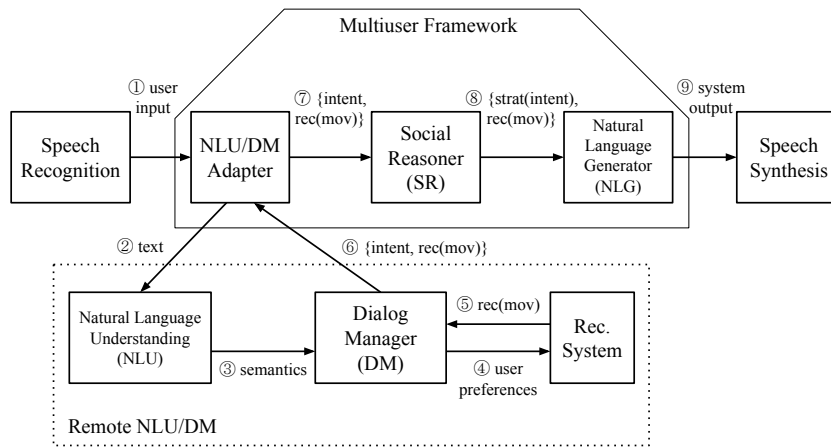 Multiuser Framework
① user
input
⑦ {intent,
rec(mov)}
⑧ {strat(intent),
rec(mov)}
⑨ system
output
Speech
Recognition
NLU/DM
Adapter
Social
Reasoner
(SR)
Natural
Language
Generator
(NLG)
Speech
Synthesis
② text
⑥ {intent, rec(mov)}
Natural Language
Understanding
(NLU)
③ semantics
Dialog
Manager
(DM)
⑤ rec(mov)
④ user
preferences
Rec.
System
Remote NLU/DM